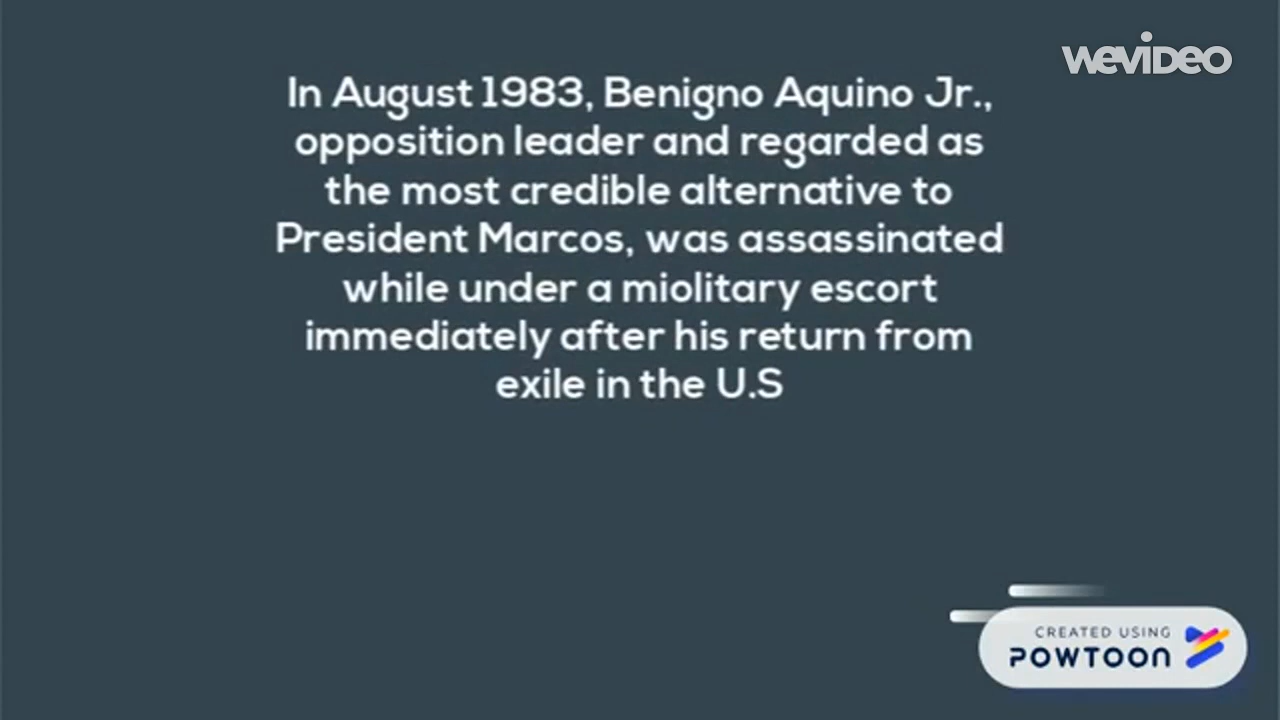 WEVIDEO
In August 1983, Benigno Aquino Jr.,
opposition leader and regarded as
the most credible alternative to
President Marcos, was assassinated
while under a miolitary escort
immediately after his return from
exile in the U.S
CREATED USING
POWTOON